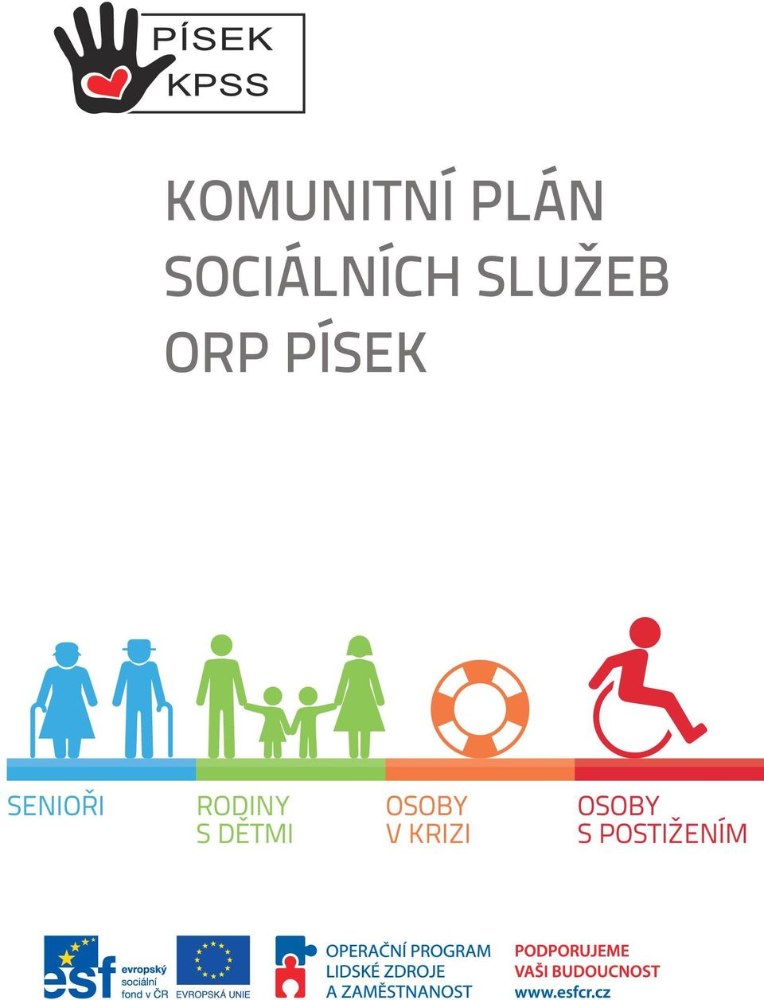 PÍSEK
KPSS
KOMUNITNÍ PLÁN
SOCIÁLNÍCH SLUŽEB
ORP PÍSEK
SENIOŘI
RODINY
S DĚTMI
OSOBY
V KRIZI
OSOBY
S POSTIŽENÍM
esf
evropský
sociální
fond v ČR
EVROPSKÁ UNIE
OPERAČNÍ PROGRAM
LIDSKÉ ZDROJE
A ZAMĚSTNANOST
PODPORUJEME
VAŠI BUDOUCNOST
www.esfcr.cz